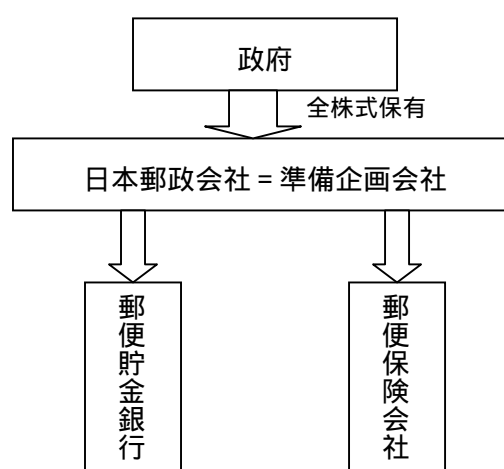 政府
全株式保有
日本郵政会社 = 準備企画会社
郵便貯金銀行
郵便保険会社